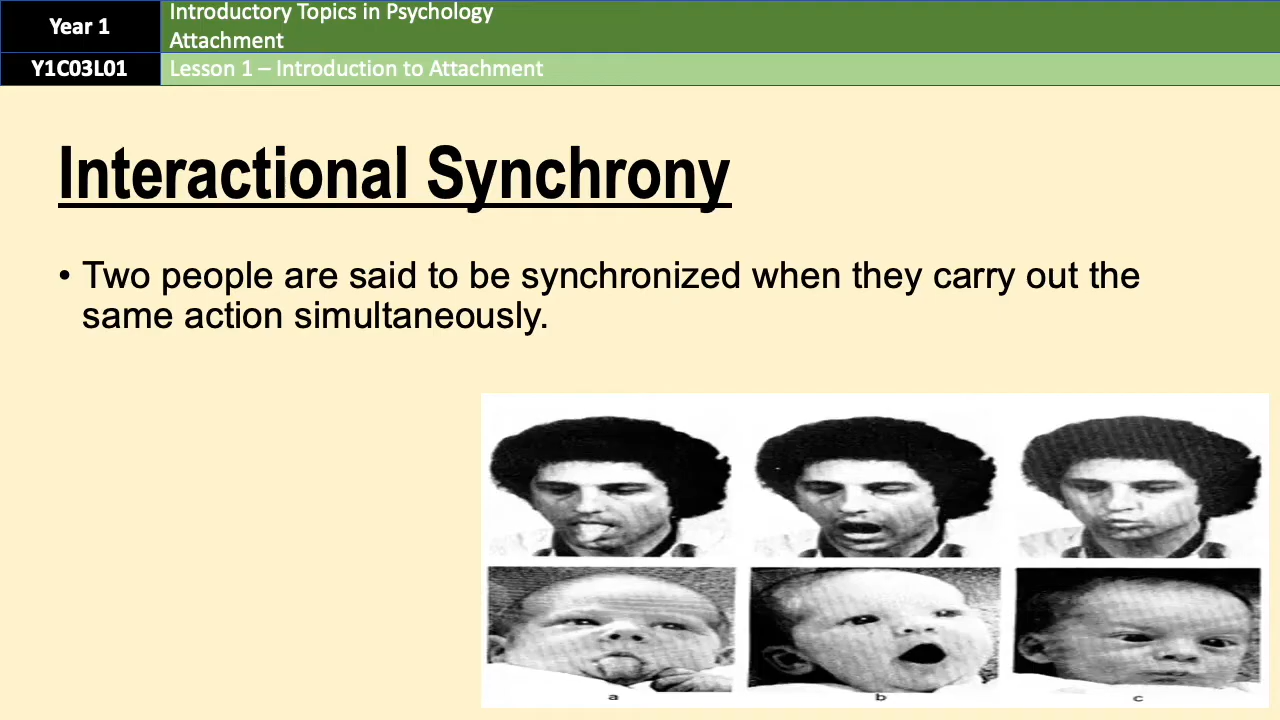 Year 1
Introductory Topics in Psychology
Attachment
Y1C03L01
Lesson 1 – Introduction to Attachment
Interactional Synchrony
• Two people are said to be synchronized when they carry out the
same action simultaneously.
a b c